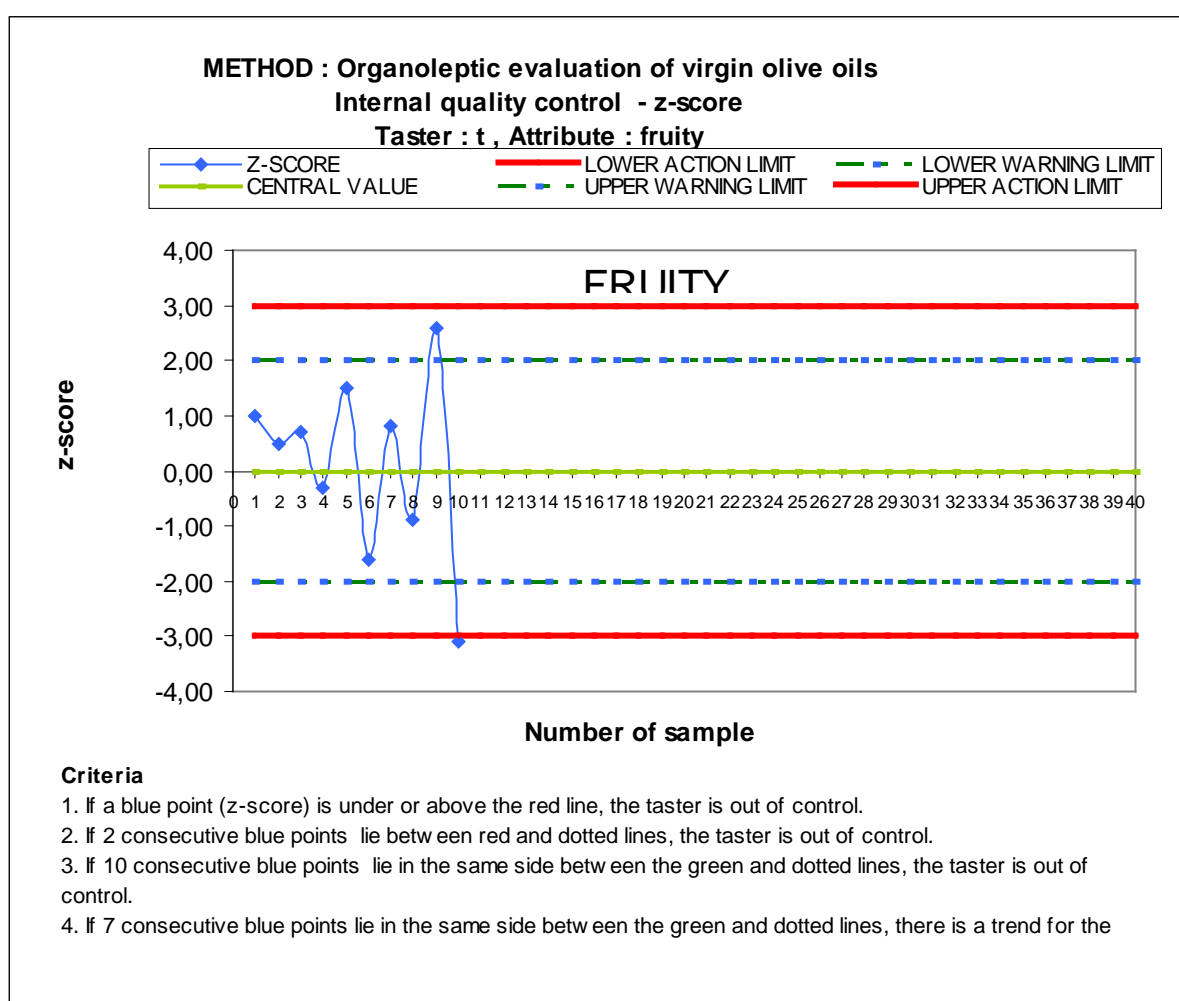 METHOD : Organoleptic evaluation of virgin olive oils
Internal quality control - z-score
Taster : t , Attribute : fruity
Z-SCORE LOWER ACTION LIMIT LOWER WARNING LIMIT
CENTRAL VALUE UPPER WARNING LIMIT UPPER ACTION LIMIT
FRUITY
4,00
3,00
2,00
1,00
0,00
-1,00
-2,00
-3,00
-4,00
z-score
0 1 2 3 4 5 6 7 8 9 10 11 12 13 14 15 16 17 18 19 20 21 22 23 24 25 26 27 28 29 30 31 32 33 34 35 36 37 38 39 40
Number of sample
Criteria
1. If a blue point (z-score) is under or above the red line, the taster is out of control.
2. If 2 consecutive blue points lie between red and dotted lines, the taster is out of control.
3. If 10 consecutive blue points lie in the same side between the green and dotted lines, the taster is out of
control.
4. If 7 consecutive blue points lie in the same side between the green and dotted lines, there is a trend for the